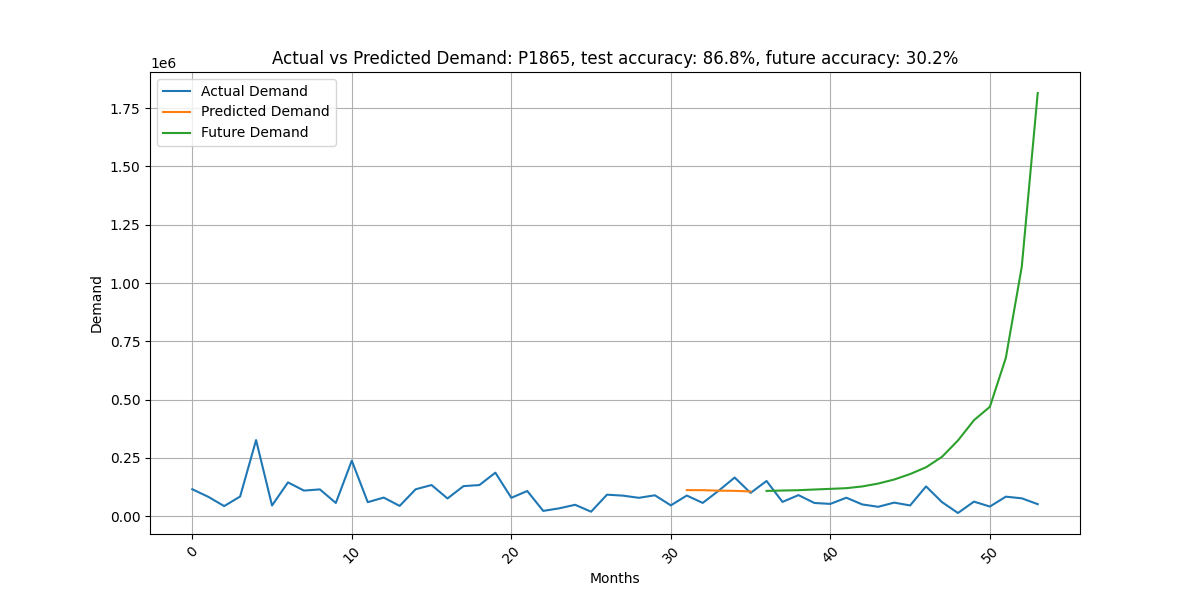 Actual vs Predicted Demand: P1865, test accuracy: 86.8%, future accuracy: 30.2%
1e6
Actual Demand
Predicted Demand
Future Demand
1.75
1.50
1.25
1.00
0.75
0.50
0.25
0.00
Demand
0 10 20 30 40 50
Months